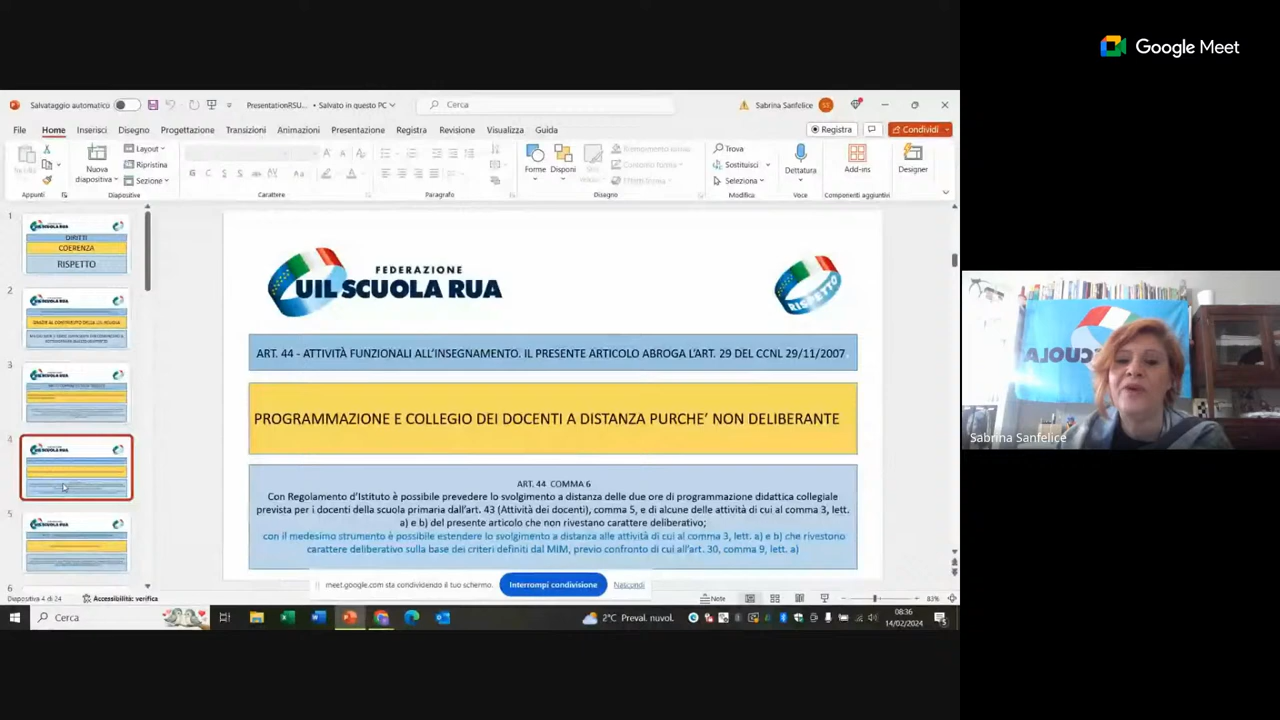 Google Meet
Salvataggio automatico
PresentationRSU... • Salvato in questo PC
Cerca
Sabrina Sanfelice
File Home Inserisci Disegno Progettazione Transizioni Animazioni Presentazione Registra Revisione Visualizza Guida
Registra
Condividi
Nuova
diapositiva
Layout
Ripristina
Sezione
Forme
Disponi
Trova
Sostituisci
Seleziona
Dettatura
Add-ins
Designer
Appunti
Diapositive
Carattere
Paragrafo
Disegno
Modifica
Voce
Componenti aggiuntivi
1
DIRITTI
COERENZA
RISPETTO
2
3
4
5
6
FEDERAZIONE
UIL SCUOLA RUA
RISPETTO
ART. 44 - ATTIVITÀ FUNZIONALI ALL'INSEGNAMENTO. IL PRESENTE ARTICOLO ABROGA L'ART. 29 DEL CCNL 29/11/2007.
PROGRAMMAZIONE E COLLEGIO DEI DOCENTI A DISTANZA PURCHE' NON DELIBERANTE
ART. 44 COMMA 6
Con Regolamento d'Istituto è possibile prevedere lo svolgimento a distanza delle due ore di programmazione didattica collegiale
prevista per i docenti della scuola primaria dall'art. 43 (Attività dei docenti), comma 5, e di alcune delle attività di cui al comma 3, lett.
a) e b) del presente articolo che non rivestano carattere deliberativo;
con il medesimo strumento è possibile estendere lo svolgimento a distanza alle attività di cui al comma 3, lett. a) e b) che rivestono
carattere deliberativo sulla base dei criteri definiti dal MIM, previo confronto di cui all'art. 30, comma 9, lett. a)
meet.google.com sta condividendo il tuo schermo.
Interrompi condivisione
Nascondi
Diapositiva 4 di 24
Accessibilità: verifica
Note
83%
Cerca
2°C Preval. nuvol.
08:36
14/02/2024
Sabrina Sanfelice